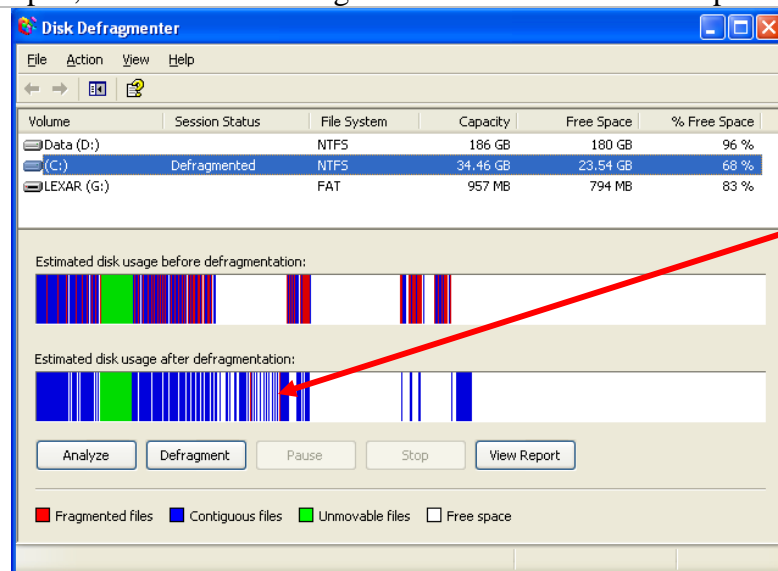 Disk Defragmenter
File Action View Help
Volume Session Status File System Capacity Free Space % Free Space
Data (D:) NTFS 186 GB 180 GB 96 %
(C:) Defragmented NTFS 34.46 GB 23.54 GB 68 %
LEXAR (G:) FAT 957 MB 794 MB 83 %
Estimated disk usage before defragmentation:
Estimated disk usage after defragmentation:
Analyze Defragment Pause Stop View Report
Fragmented files Contiguous files Unmovable files Free space